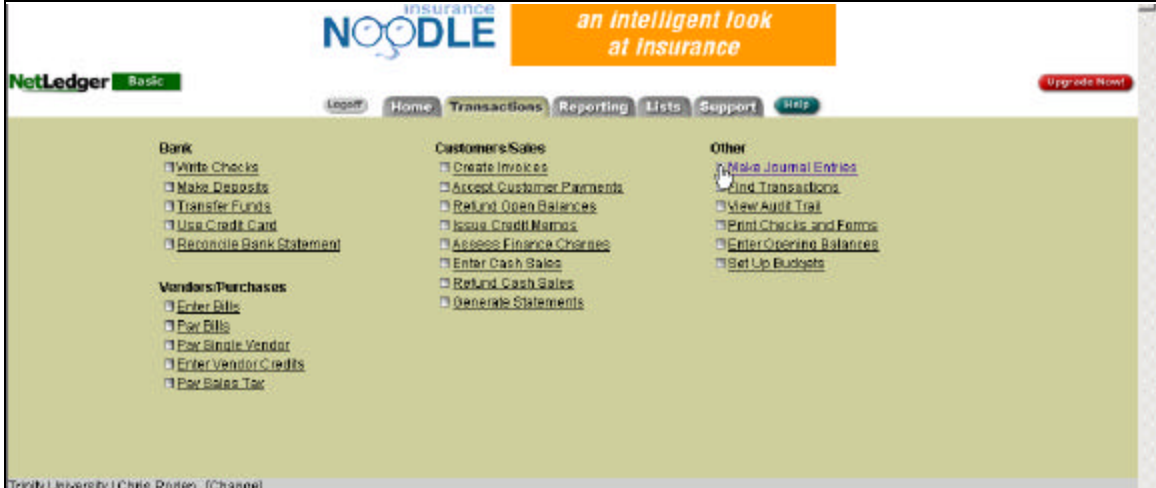 insurance
NOODLE
an intelligent look
at insurance
NetLedger Basic
Upgrade Now!
Logoff Home Transactions Reporting Lists Support Help
Bank
Write Checks
Make Deposits
Transfer Funds
Use Credit Card
Reconcile Bank Statement
Vendors/Purchases
Enter Bills
Pay Bills
Pay Single Vendor
Enter Vendor Credits
Pay Sales Tax
Customers/Sales
Create Invoices
Accept Customer Payments
Refund Open Balances
Issue Credit Memos
Assess Finance Charges
Enter Cash Sales
Refund Cash Sales
Generate Statements
Other
Make Journal Entries
Find Transactions
View Audit Trail
Print Checks and Forms
Enter Opening Balances
Set Up Budgets
Trinity University | Chris [Change]